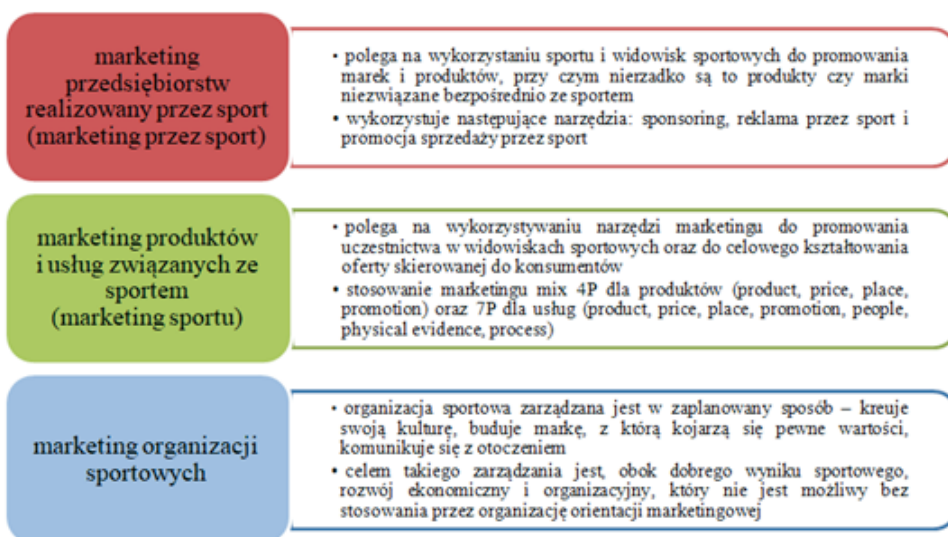 marketing
przedsiębiorstw
realizowany przez sport
(marketing przez sport)
• polega na wykorzystaniu sportu i widowisk sportowych do promowania
marek i produktów, przy czym nierzadko są to produkty czy marki
niezwiązane bezpośrednio ze sportem
• wykorzystuje następujące narzędzia: sponsoring, reklama przez sport i
promocja sprzedaży przez sport
marketing produktów
i usług związanych ze
sportem
(marketing sportu)
• polega na wykorzystywaniu narzędzi marketingu do promowania
uczestnictwa w widowiskach sportowych oraz do celowego kształtowania
oferty skierowanej do konsumentów
• stosowanie marketingu mix 4P dla produktów (product, price, place,
promotion) oraz 7P dla usług (product, price, place, promotion, people,
physical evidence, process)
marketing organizacji
sportowych
• organizacja sportowa zarządzana jest w zaplanowany sposób – kreuje
swoją kulturę, buduje markę, z którą kojarzą się pewne wartości,
komunikuje się z otoczeniem
• celem takiego zarządzania jest, obok dobrego wyniku sportowego,
rozwój ekonomiczny i organizacyjny, który nie jest możliwy bez
stosowania przez organizację orientacji marketingowej